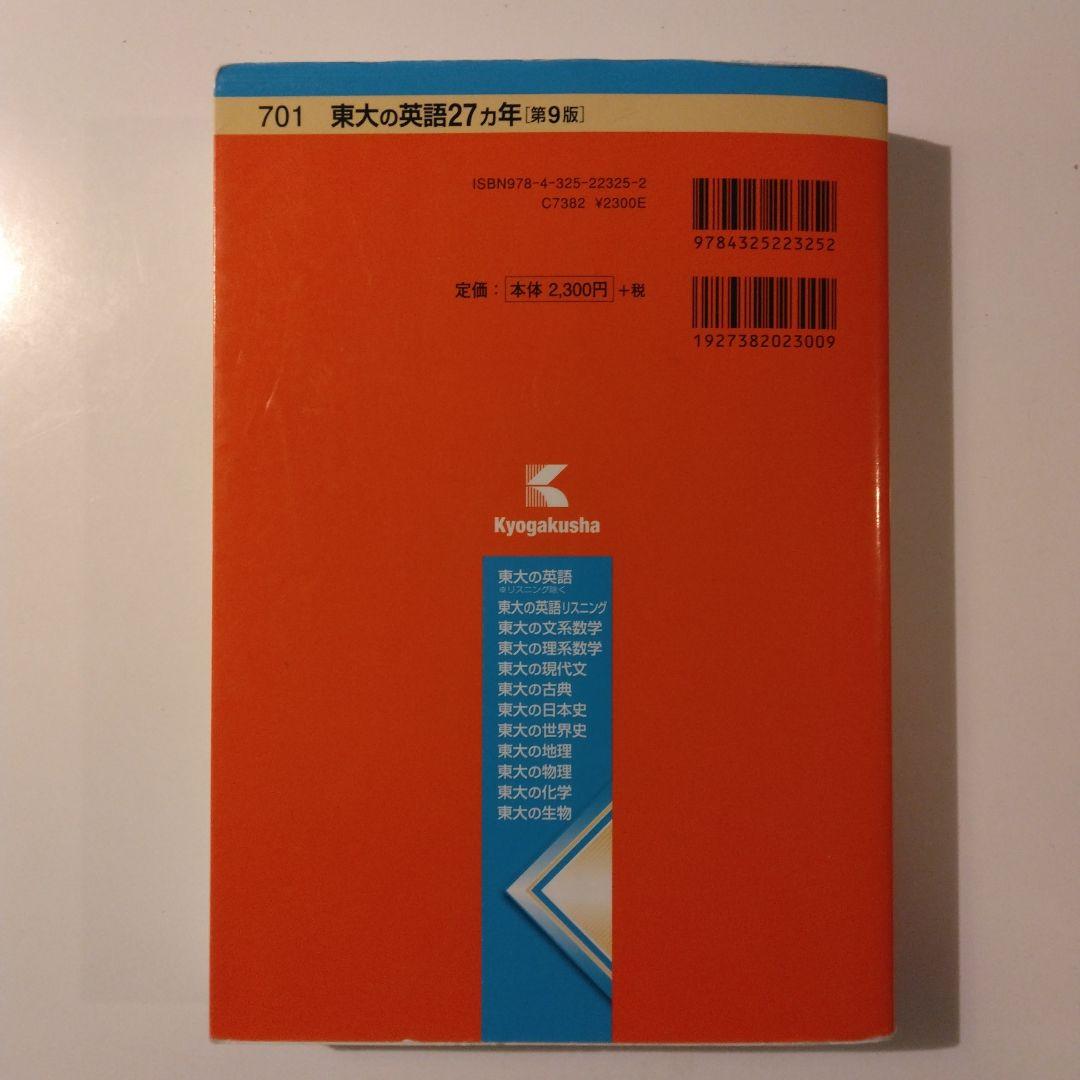 701 東大の英語27カ年[第9版]
ISBN978-4-325-22325-2
C7382 ¥2300E
9784325223252
定価：本体 2,300円+税
1927382023009
Kyogakusha
東大の英語
※リスニング除く
東大の英語リスニング
東大の文系数学
東大の理系数学
東大の現代文
東大の古典
東大の日本史
東大の世界史
東大の地理
東大の物理
東大の化学
東大の生物